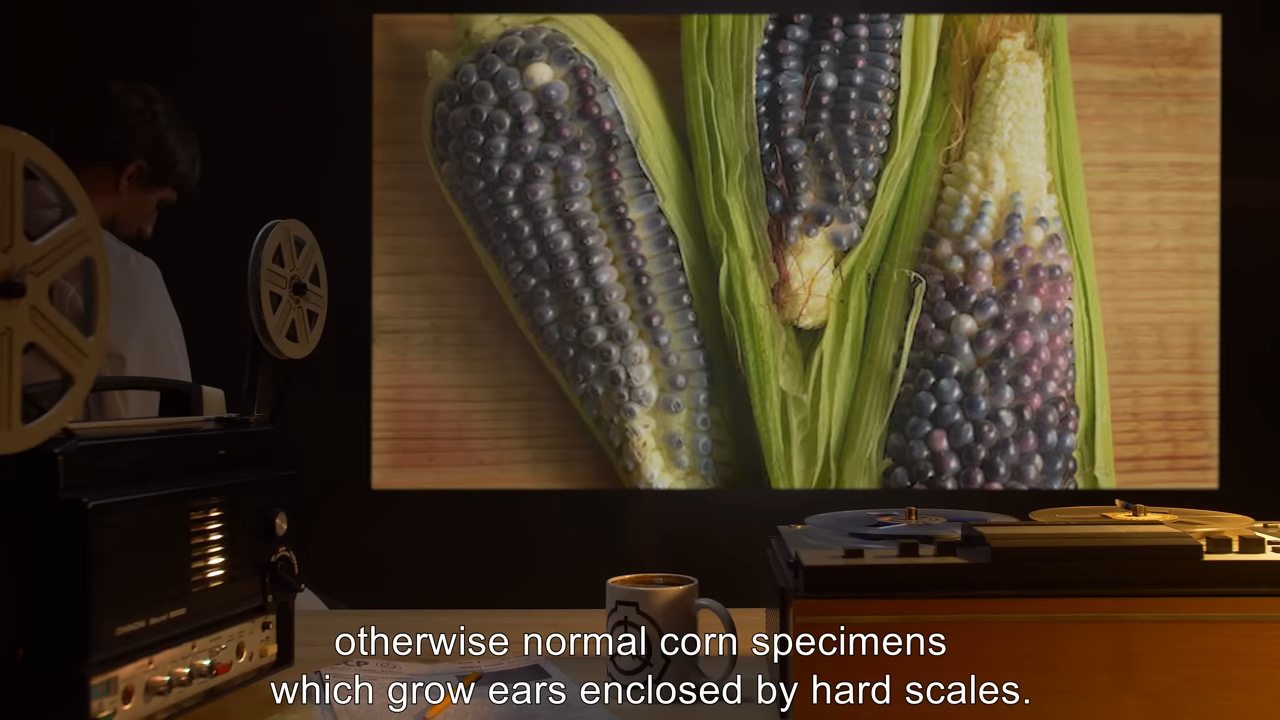 otherwise normal corn specimens
which grow ears enclosed by hard scales.